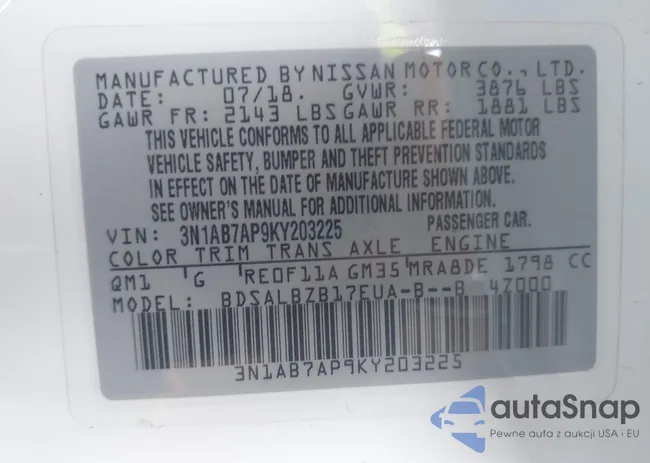 MANUFACTURED BY NISSAN MOTOR CO., LTD.
DATE: 07/18. GVWR: 3876 LBS
GAWR FR: 2143 LBS GAWR RR: 1881 LBS
THIS VEHICLE CONFORMS TO ALL APPLICABLE FEDERAL MOTOR
VEHICLE SAFETY, BUMPER AND THEFT PREVENTION STANDARDS
IN EFFECT ON THE DATE OF MANUFACTURE SHOWN ABOVE.
SEE OWNER'S MANUAL FOR ADDITIONAL INFORMATION.
VIN: 3N1AB7AP9KY203225 PASSENGER CAR.
COLOR TRIM TRANS AXLE ENGINE
QM1 G RE0F11A GM35 MRA8DE 1798 CC
MODEL: BDSALBZB17EUA-B--B 4Z000
3N1AB7AP9KY203225
autaSnap
Pewne auta z aukcji USA i EU